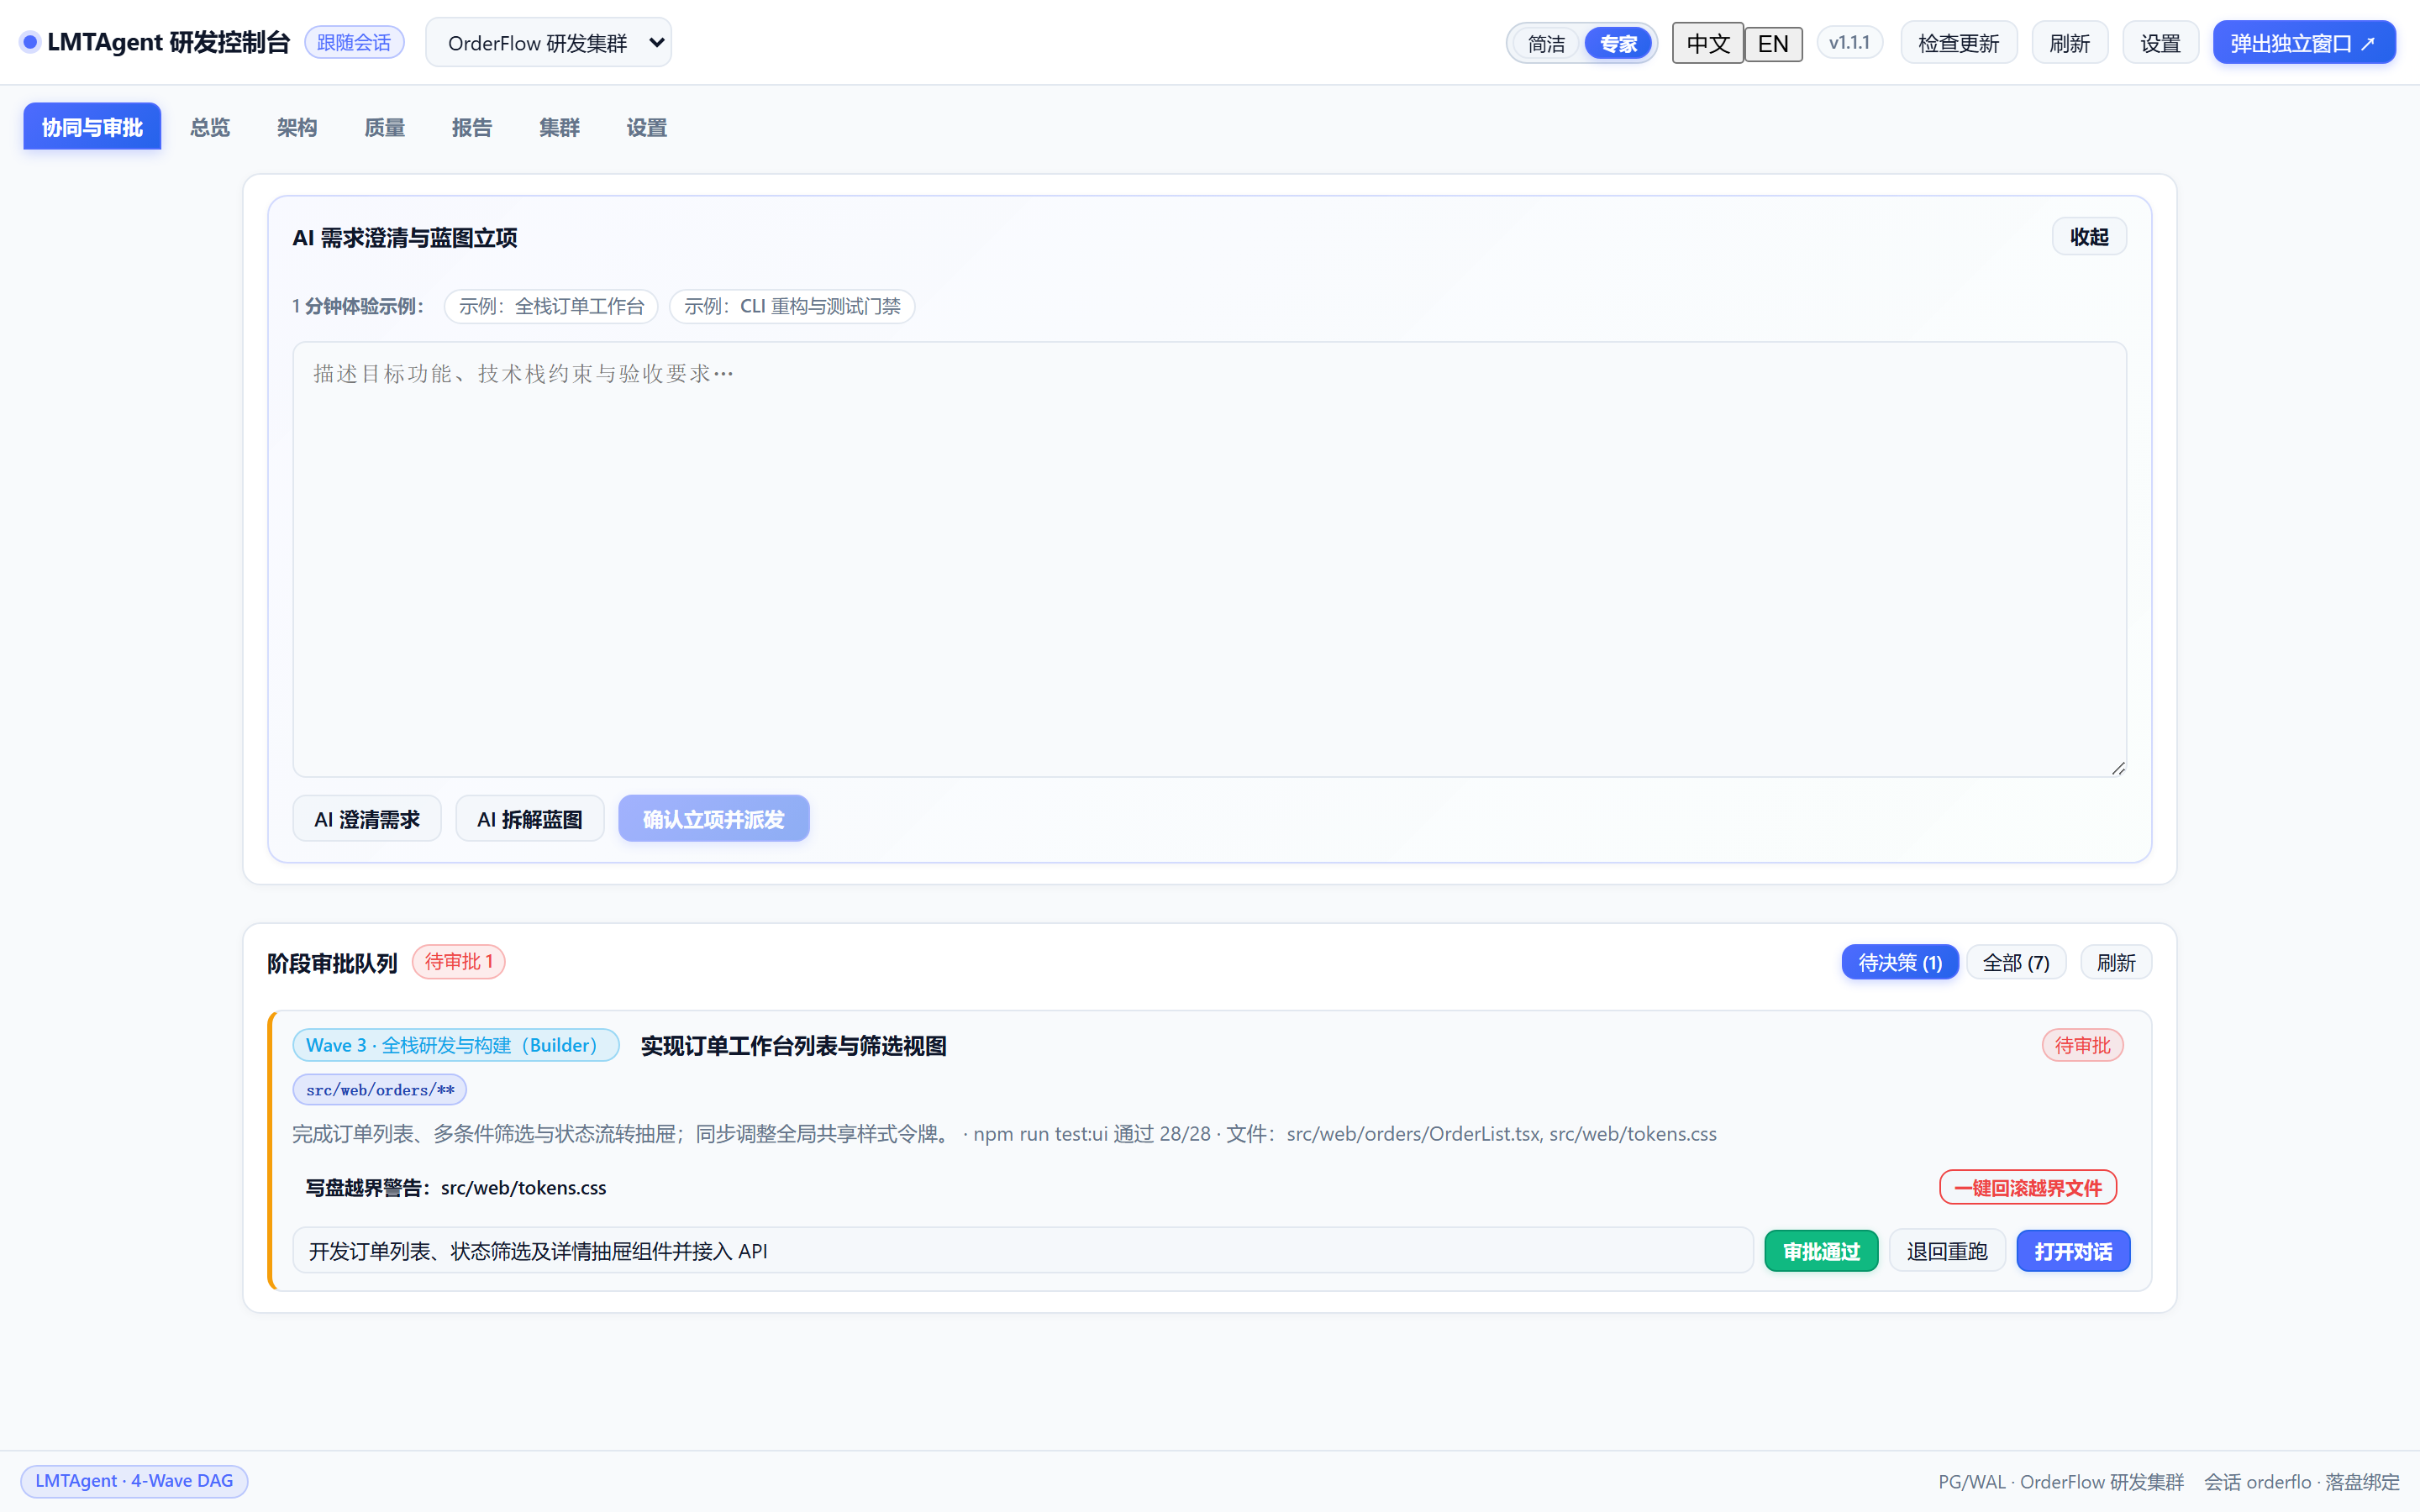 LMTAgent 研发控制台 跟随会话 OrderFlow 研发集群 简洁 专家 中文 EN v1.1.1 检查更新 刷新 设置 弹出独立窗口 ↗
协同与审批 总览 架构 质量 报告 集群 设置
AI 需求澄清与蓝图立项 收起
1 分钟体验示例： 示例：全栈订单工作台 示例：CLI 重构与测试门禁
描述目标功能、技术栈约束与验收要求…
AI 澄清需求 AI 拆解蓝图 确认立项并派发
阶段审批队列 待审批 1 待决策 (1) 全部 (7) 刷新
Wave 3 · 全栈研发与构建（Builder） 实现订单工作台列表与筛选视图 待审批
src/web/orders/**
完成订单列表、多条件筛选与状态流转抽屉；同步调整全局共享样式令牌。 · npm run test:ui 通过 28/28 · 文件：src/web/orders/OrderList.tsx, src/web/tokens.css
写盘越界警告：src/web/tokens.css 一键回滚越界文件
开发订单列表、状态筛选及详情抽屉组件并接入 API 审批通过 退回重跑 打开对话
LMTAgent · 4-Wave DAG PG/WAL · OrderFlow 研发集群 会话 orderflo · 落盘绑定